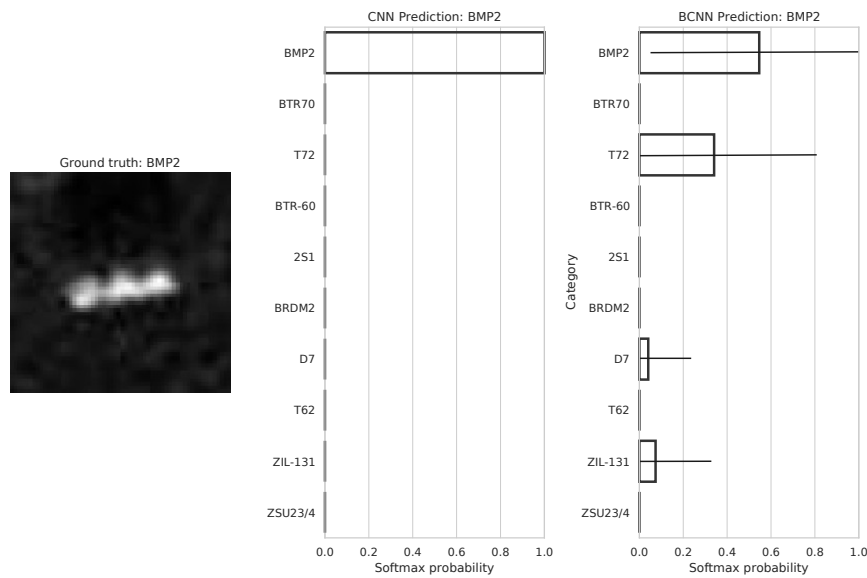 Ground truth: BMP2
CNN Prediction: BMP2
BMP2
BTR70
T72
BTR-60
2S1
BRDM2
D7
T62
ZIL-131
ZSU23/4
0.0 0.2 0.4 0.6 0.8 1.0
Softmax probability
BCNN Prediction: BMP2
Category
BMP2
BTR70
T72
BTR-60
2S1
BRDM2
D7
T62
ZIL-131
ZSU23/4
0.0 0.2 0.4 0.6 0.8 1.0
Softmax probability